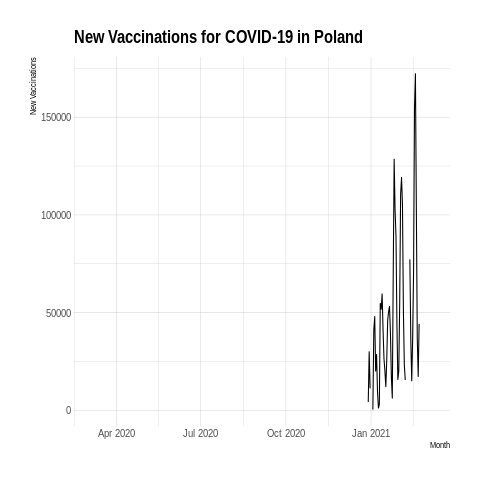 New Vaccinations for COVID-19 in Poland
New Vaccinations
150000
100000
50000
0
Apr 2020 Jul 2020 Oct 2020 Jan 2021
Month